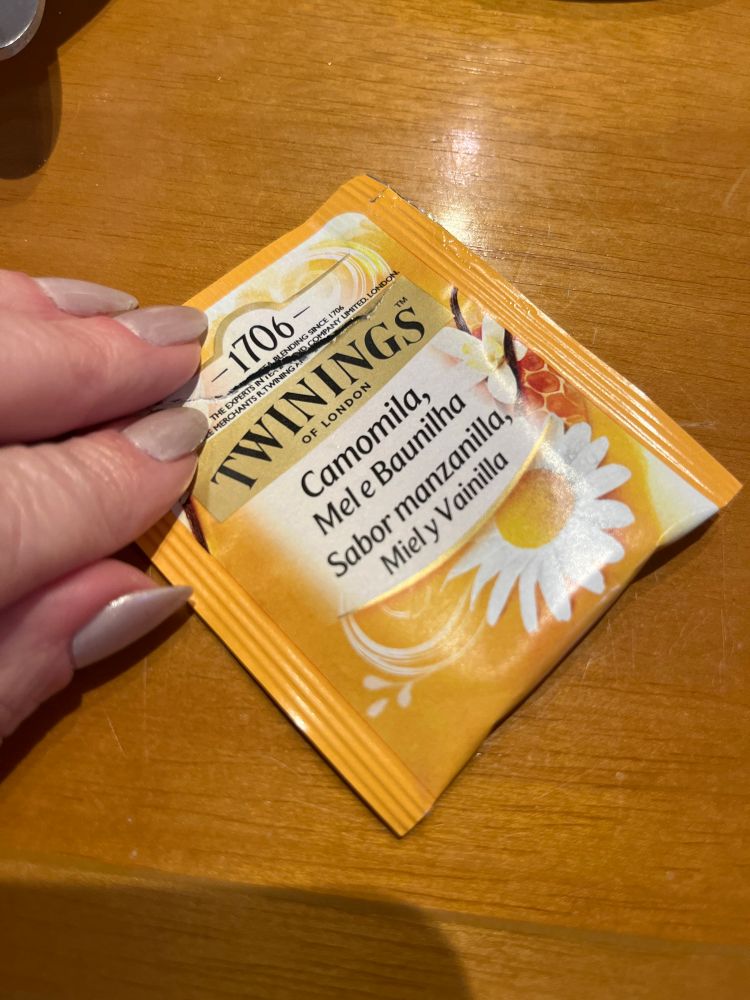 —1706—
THE EXPERTS IN TEA BLENDING SINCE 1706
MERCHANTS R.TWINING AND COMPANY LIMITED, LONDON.
TWININGS™
OF LONDON
Camomila,
Mel e Baunilha
Sabor manzanilla,
Miel y Vainilla